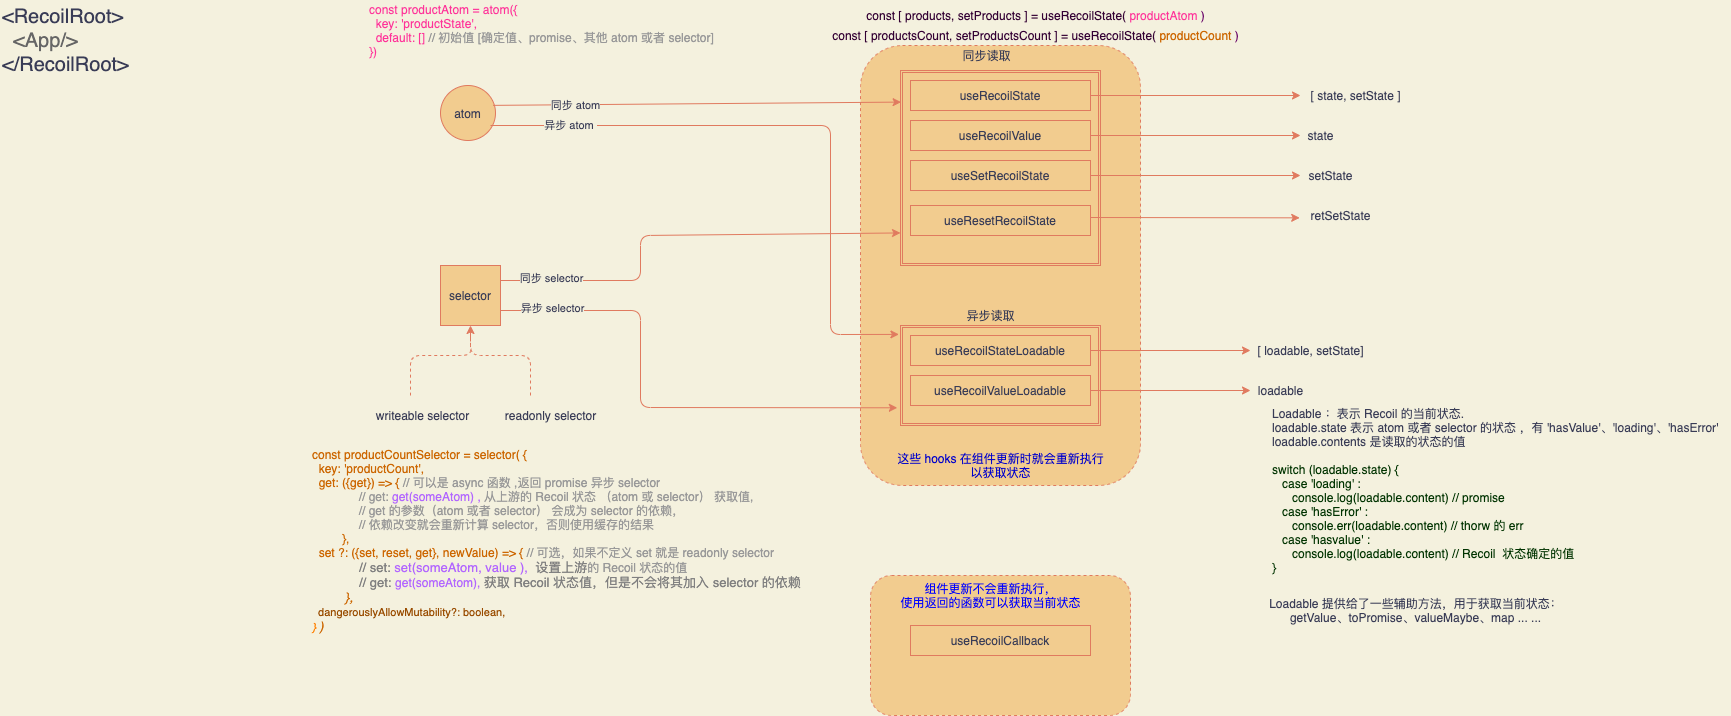 <RecoilRoot>
<App/>
</RecoilRoot>
const productAtom = atom({
key: 'productState',
default: [] // 初始值 [确定值、promise、其他 atom 或者 selector]
})
const [ products, setProducts ] = useRecoilState( productAtom )
const [ productsCount, setProductsCount ] = useRecoilState( productCount )
同步读取
atom
同步 atom
异步 atom
useRecoilState
[ state, setState ]
useRecoilValue
state
useSetRecoilState
setState
useResetRecoilState
retSetState
selector
同步 selector
异步 selector
异步读取
useRecoilStateLoadable
[ loadable, setState]
useRecoilValueLoadable
loadable
writeable selector
readonly selector
这些 hooks 在组件更新时就会重新执行
以获取状态
Loadable： 表示 Recoil 的当前状态.
loadable.state 表示 atom 或者 selector 的状态 ，有 'hasValue'、'loading'、'hasError'
loadable.contents 是读取的状态的值
switch (loadable.state) {
case 'loading' :
console.log(loadable.content) // promise
case 'hasError' :
console.err(loadable.content) // thorw 的 err
case 'hasvalue' :
console.log(loadable.content) // Recoil 状态确定的值
}
Loadable 提供给了一些辅助方法，用于获取当前状态：
getValue、toPromise、valueMaybe、map ... ...
const productCountSelector = selector( {
key: 'productCount',
get: ({get}) => { // 可以是 async 函数 ,返回 promise 异步 selector
// get: get(someAtom) , 从上游的 Recoil 状态 （atom 或 selector） 获取值,
// get 的参数（atom 或者 selector） 会成为 selector 的依赖，
// 依赖改变就会重新计算 selector，否则使用缓存的结果
},
set ?: ({set, reset, get}, newValue) => { // 可选，如果不定义 set 就是 readonly selector
// set: set(someAtom, value ), 设置上游的 Recoil 状态的值
// get: get(someAtom), 获取 Recoil 状态值，但是不会将其加入 selector 的依赖
},
dangerouslyAllowMutability?: boolean,
} )
组件更新不会重新执行，
使用返回的函数可以获取当前状态
useRecoilCallback